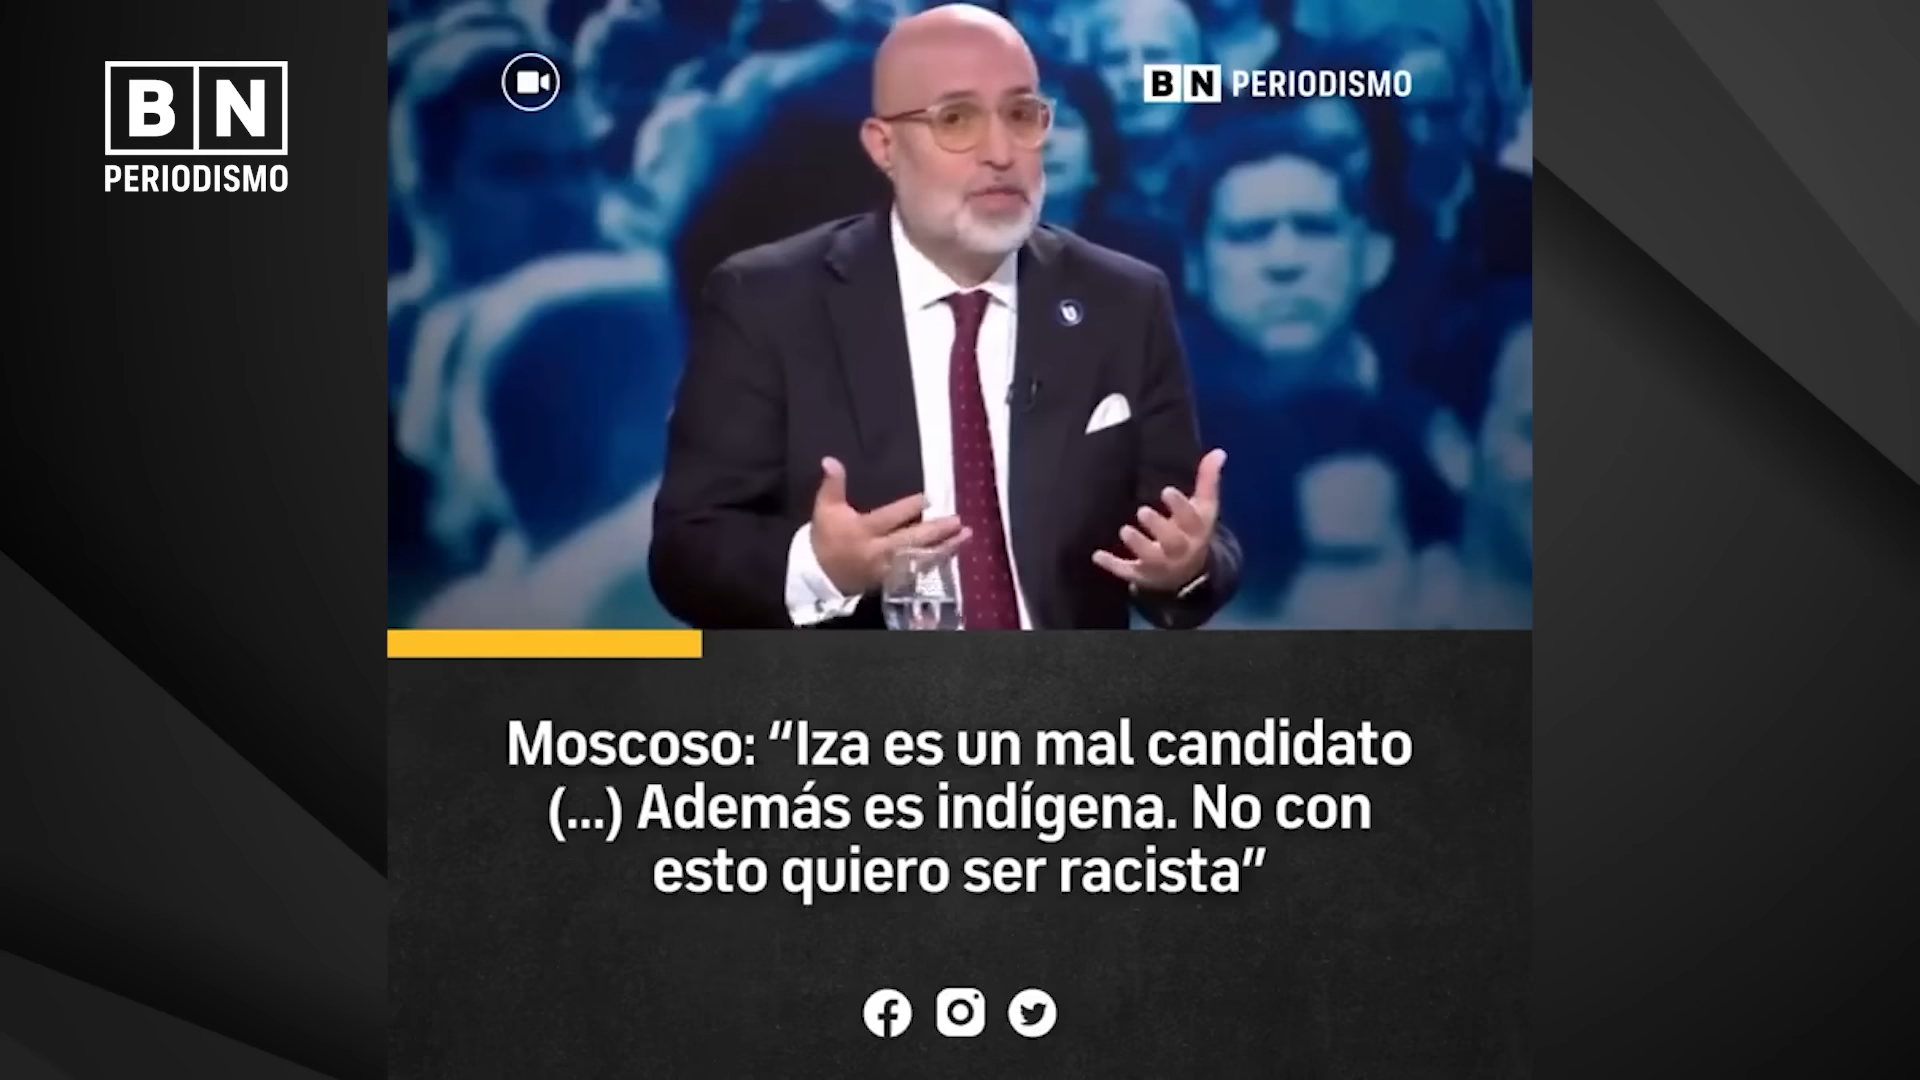 BN
PERIODISMO
BN PERIODISMO
Moscoso: “Iza es un mal candidato
(...) Además es indígena. No con
esto quiero ser racista”